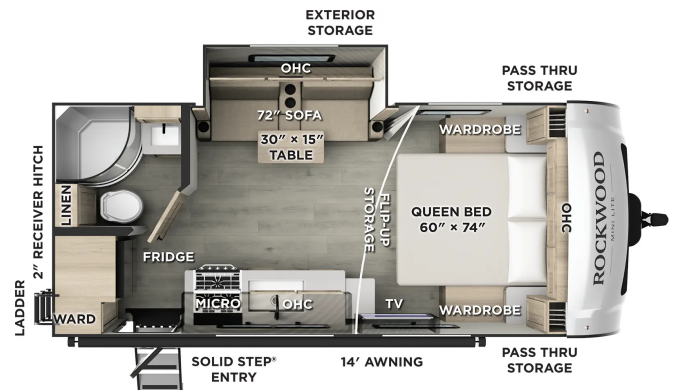 EXTERIOR
STORAGE
OHC
PASS THRU
STORAGE
72" SOFA
WARDROBE
30" × 15"
TABLE
2" RECEIVER HITCH
LINEN
FLIP-UP
STORAGE
QUEEN BED
60" × 74"
OHC
ROCKWOOD
MINI LITE
FRIDGE
LADDER
WARD
MICRO
OHC
TV
WARDROBE
SOLID STEP®
ENTRY
14' AWNING
PASS THRU
STORAGE